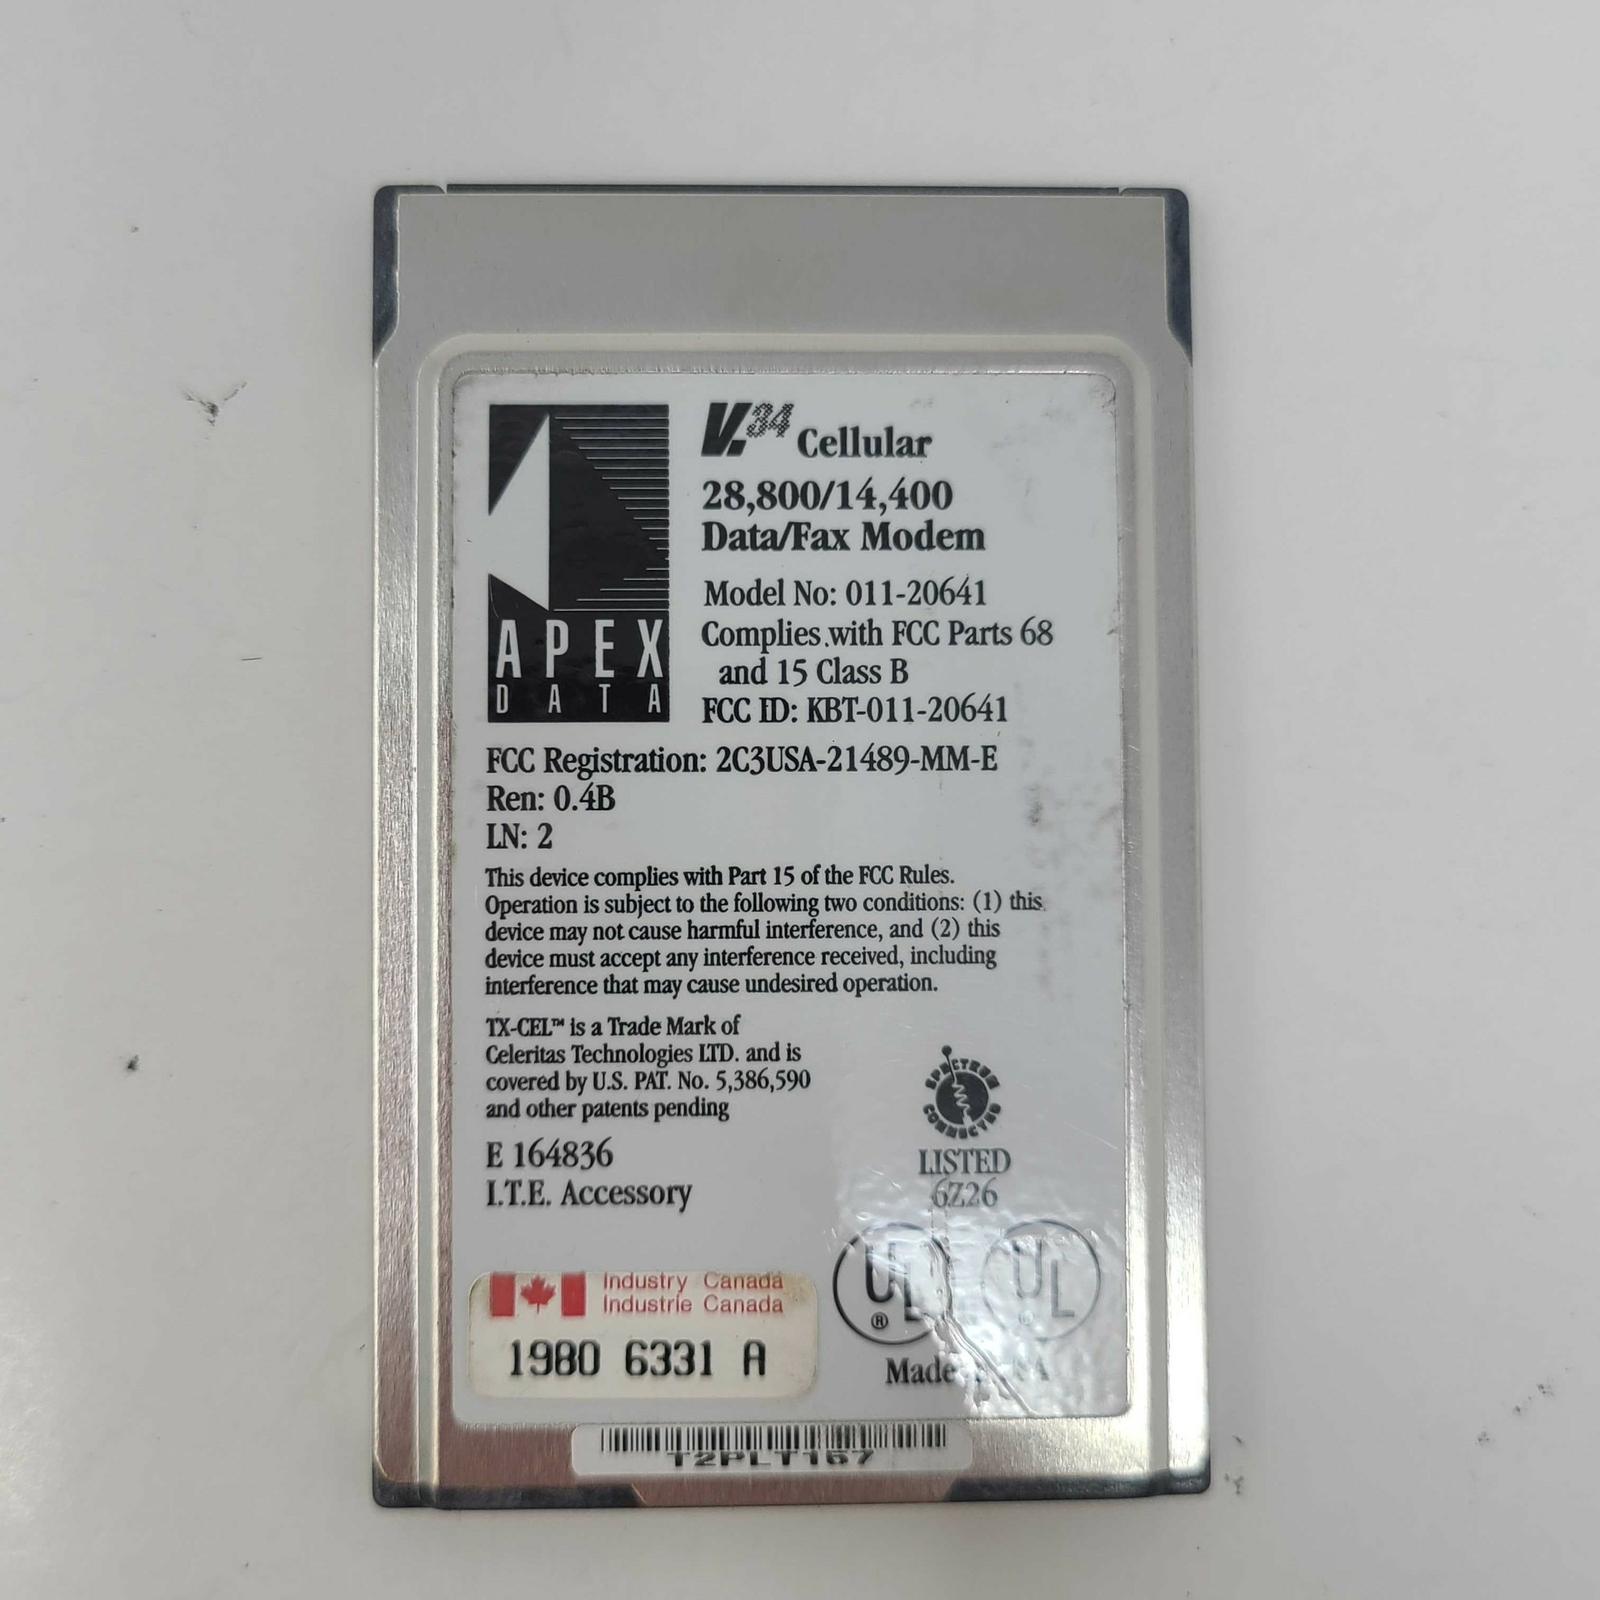 V.34 Cellular
28,800/14,400
Data/Fax Modem
Model No: 011-20641
Complies with FCC Parts 68
and 15 Class B
FCC ID: KBT-011-20641
APEX
DATA
FCC Registration: 2C3USA-21489-MM-E
Ren: 0.4B
LN: 2
This device complies with Part 15 of the FCC Rules.
Operation is subject to the following two conditions: (1) this
device may not cause harmful interference, and (2) this
device must accept any interference received, including
interference that may cause undesired operation.
TX-CEL™ is a Trade Mark of
Celeritas Technologies LTD. and is
covered by U.S. PAT. No. 5,386,590
and other patents pending
SPECTRUM
CONNECTED
E 164836
I.T.E. Accessory
LISTED
6Z26
UL ®
UL ®
Industry Canada
Industrie Canada
1980 6331 A
Made
T2PLT167